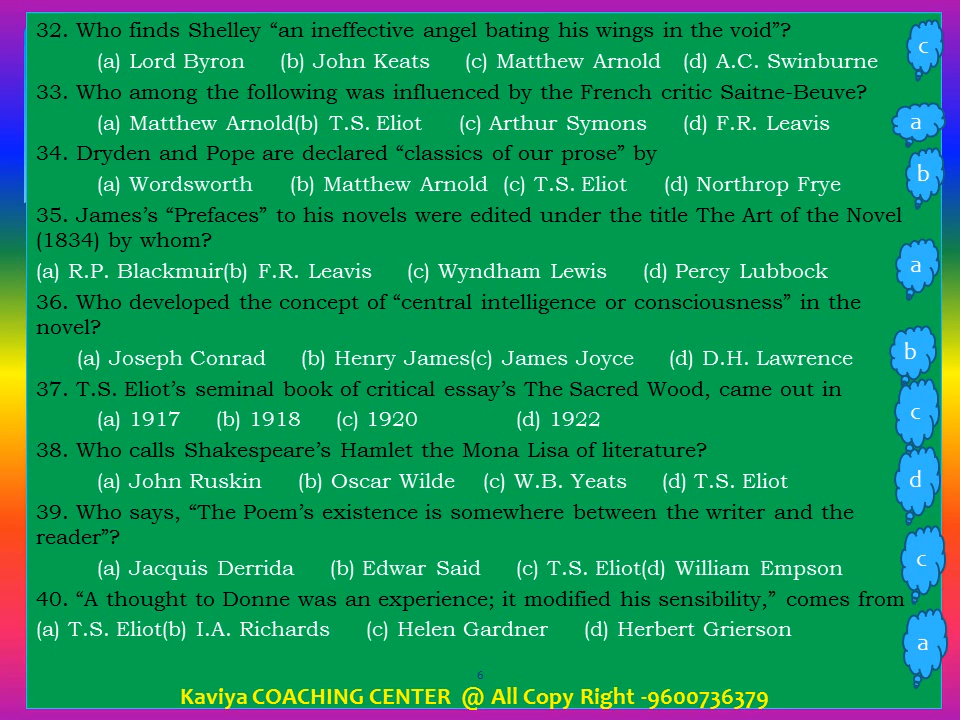 32. Who finds Shelley “an ineffective angel bating his wings in the void”?
c
(a) Lord Byron (b) John Keats (c) Matthew Arnold (d) A.C. Swinburne
33. Who among the following was influenced by the French critic Saitne-Beuve?
(a) Matthew Arnold(b) T.S. Eliot (c) Arthur Symons (d) F.R. Leavis
a
34. Dryden and Pope are declared “classics of our prose” by
b
(a) Wordsworth (b) Matthew Arnold (c) T.S. Eliot (d) Northrop Frye
35. James’s “Prefaces” to his novels were edited under the title The Art of the Novel
(1834) by whom?
a
(a) R.P. Blackmuir(b) F.R. Leavis (c) Wyndham Lewis (d) Percy Lubbock
36. Who developed the concept of “central intelligence or consciousness” in the
novel?
b
(a) Joseph Conrad (b) Henry James(c) James Joyce (d) D.H. Lawrence
37. T.S. Eliot’s seminal book of critical essay’s The Sacred Wood, came out in
c
(a) 1917 (b) 1918 (c) 1920 (d) 1922
38. Who calls Shakespeare’s Hamlet the Mona Lisa of literature?
d
(a) John Ruskin (b) Oscar Wilde (c) W.B. Yeats (d) T.S. Eliot
39. Who says, “The Poem’s existence is somewhere between the writer and the
reader”?
c
(a) Jacquis Derrida (b) Edwar Said (c) T.S. Eliot(d) William Empson
40. “A thought to Donne was an experience; it modified his sensibility,” comes from
(a) T.S. Eliot(b) I.A. Richards (c) Helen Gardner (d) Herbert Grierson
a
6
Kaviya COACHING CENTER @ All Copy Right -9600736379